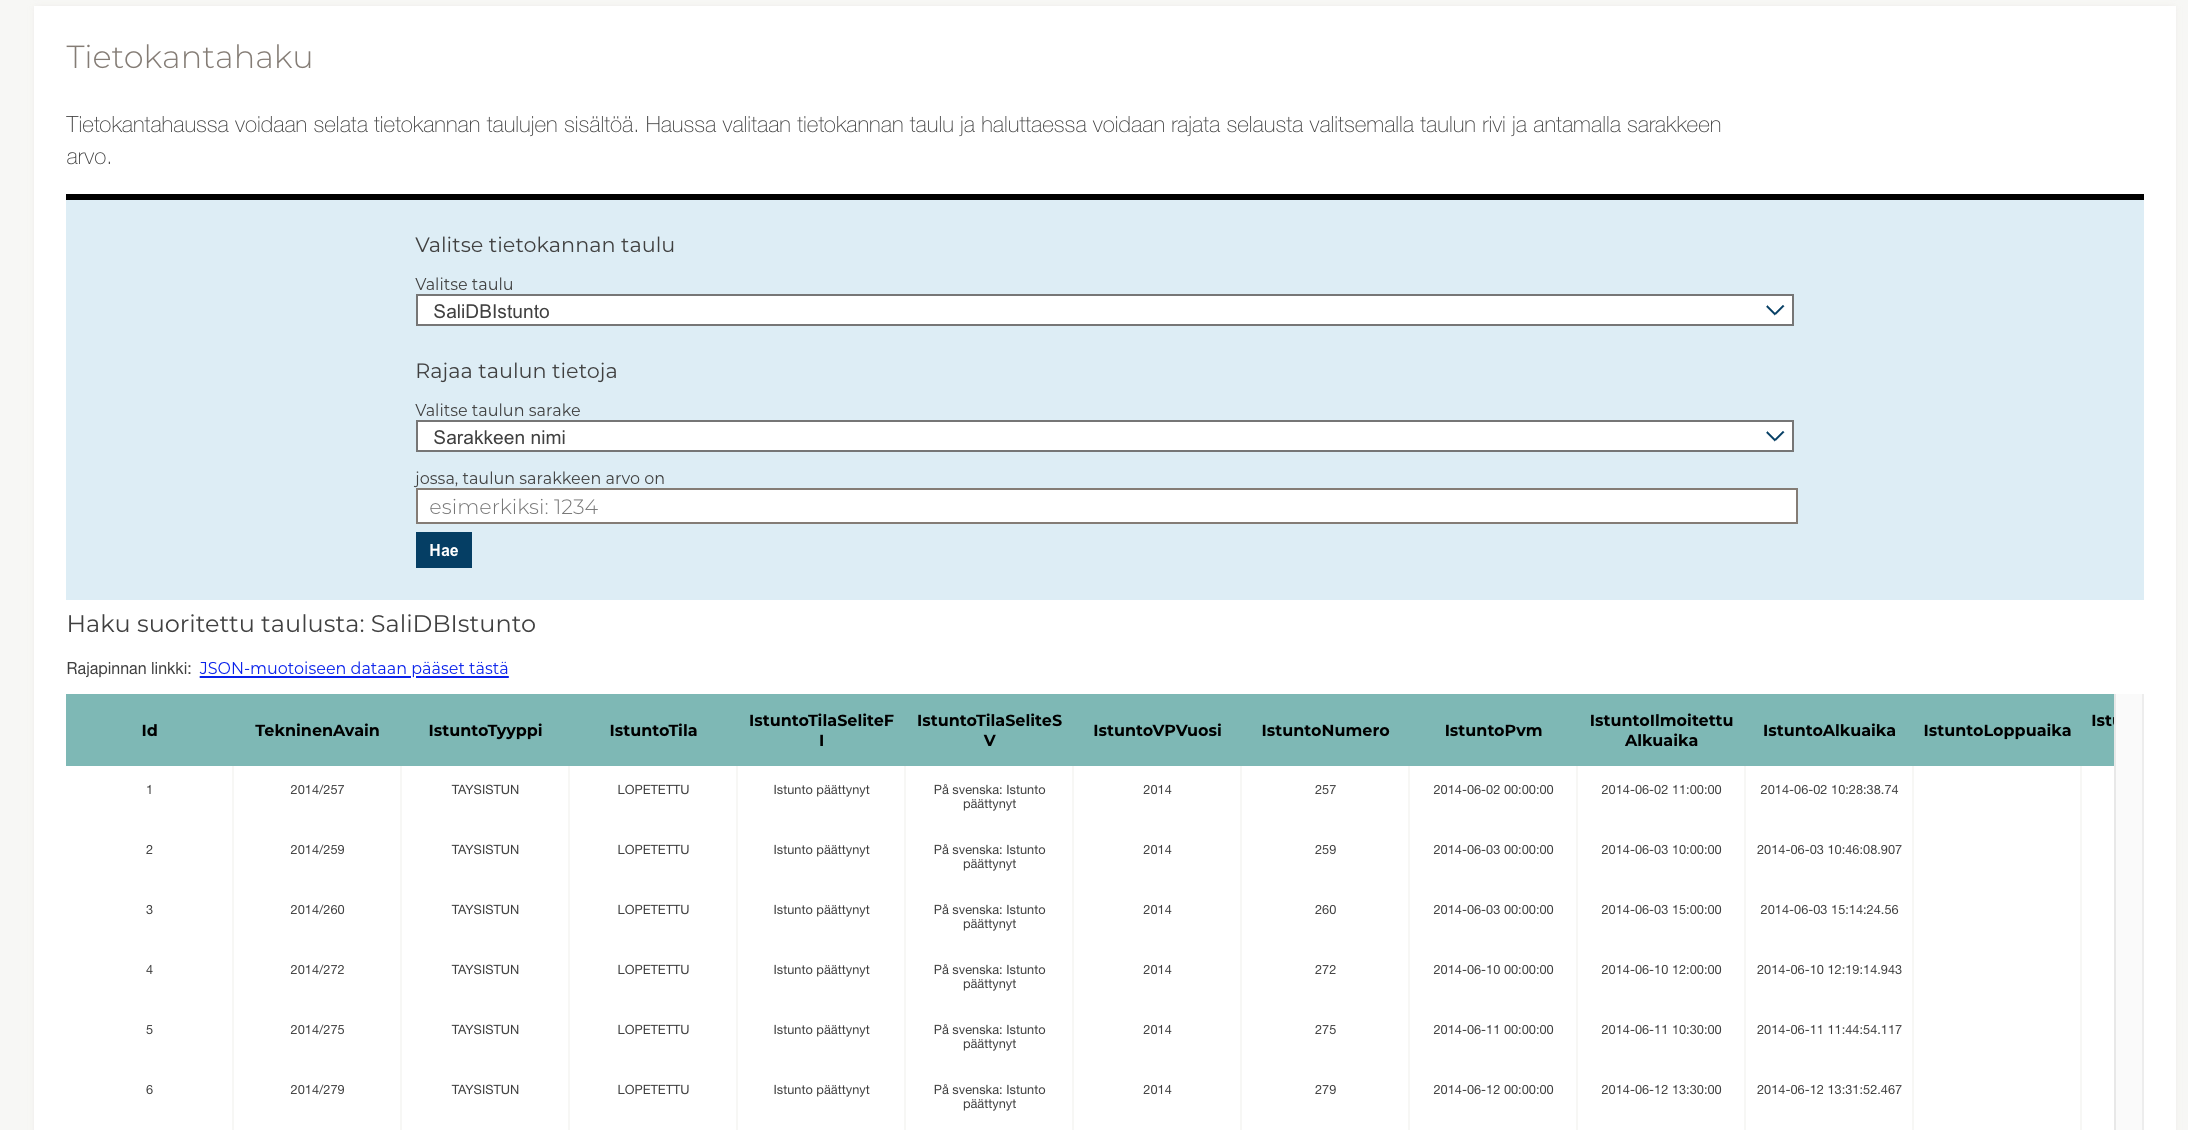 Tietokantahaku
Tietokantahaussa voidaan selata tietokannan taulujen sisältöä. Haussa valitaan tietokannan taulu ja haluttaessa voidaan rajata selausta valitsemalla taulun rivi ja antamalla sarakkeen
arvo.
Valitse tietokannan taulu
Valitse taulu
SaliDBIstunto
Rajaa taulun tietoja
Valitse taulun sarake
Sarakkeen nimi
jossa, taulun sarakkeen arvo on
esimerkiksi: 1234
Hae
Haku suoritettu taulusta: SaliDBIstunto
Rajapinnan linkki: JSON-muotoiseen dataan pääset tästä
Id TekninenAvain IstuntoTyyppi IstuntoTila IstuntoTilaSeliteF IstuntoTilaSeliteS IstuntoVPVuosi IstuntoNumero IstuntoPvm IstuntoIlmoitettu IstuntoAlkuaika IstuntoLoppuaika Istu
I V Alkuaika
1 2014/257 TAYSISTUN LOPETETTU Istunto päättynyt På svenska: Istunto 2014 257 2014-06-02 00:00:00 2014-06-02 11:00:00 2014-06-02 10:28:38.74
päättynyt
2 2014/259 TAYSISTUN LOPETETTU Istunto päättynyt På svenska: Istunto 2014 259 2014-06-03 00:00:00 2014-06-03 10:00:00 2014-06-03 10:46:08.907
päättynyt
3 2014/260 TAYSISTUN LOPETETTU Istunto päättynyt På svenska: Istunto 2014 260 2014-06-03 00:00:00 2014-06-03 15:00:00 2014-06-03 15:14:24.56
päättynyt
4 2014/272 TAYSISTUN LOPETETTU Istunto päättynyt På svenska: Istunto 2014 272 2014-06-10 00:00:00 2014-06-10 12:00:00 2014-06-10 12:19:14.943
päättynyt
5 2014/275 TAYSISTUN LOPETETTU Istunto päättynyt På svenska: Istunto 2014 275 2014-06-11 00:00:00 2014-06-11 10:30:00 2014-06-11 11:44:54.117
päättynyt
6 2014/279 TAYSISTUN LOPETETTU Istunto päättynyt På svenska: Istunto 2014 279 2014-06-12 00:00:00 2014-06-12 13:30:00 2014-06-12 13:31:52.467
päättynyt